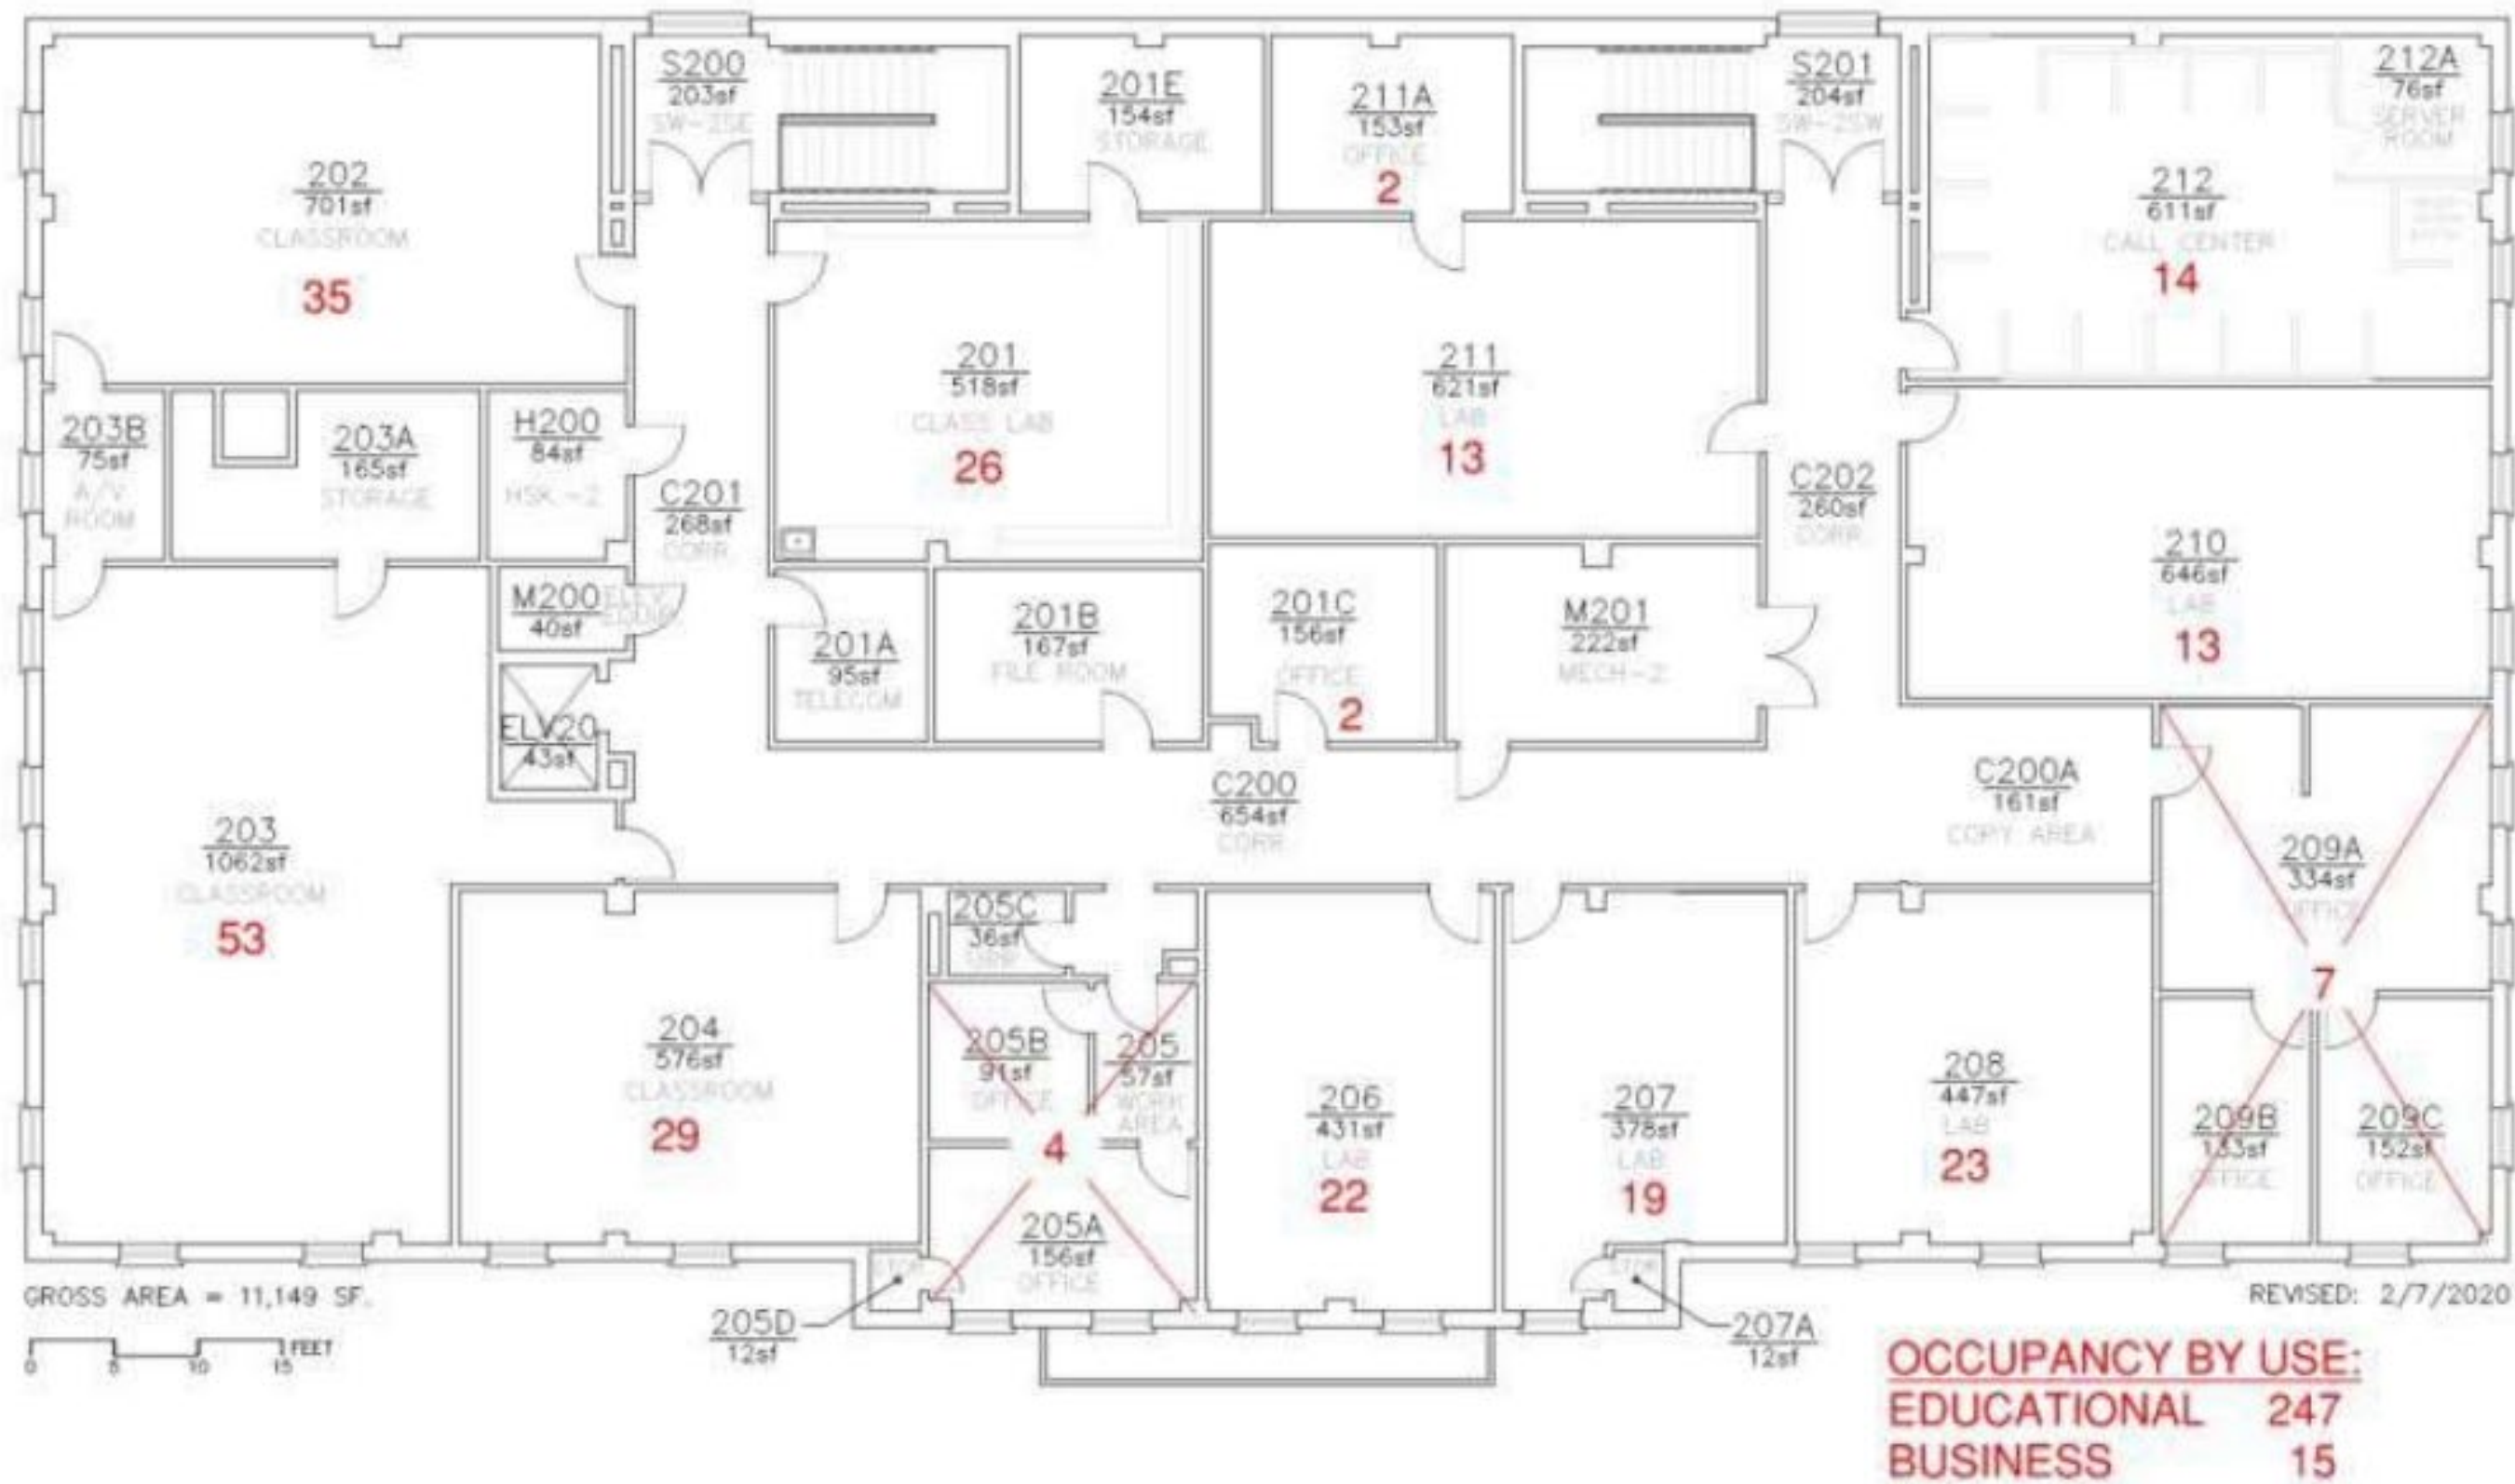 S200
203sf
SW-2SE
201E
154sf
STORAGE
211A
153sf
OFFICE
2
S201
204sf
SW-2SW
212A
76sf
SERVER
ROOM
202
701sf
CLASSROOM
35
212
611sf
CALL CENTER
14
201
518sf
CLASS LAB
26
211
621sf
LAB
13
203B
75sf
A/V
ROOM
203A
165sf
STORAGE
H200
84sf
HSK.-2
C201
268sf
CORR.
C202
260sf
CORR.
210
646sf
LAB
13
M200
40sf
ELEV.
201A
95sf
TELECOM
201B
167sf
FILE ROOM
201C
156sf
OFFICE
2
M201
222sf
MECH-2
ELV20
43sf
203
1062sf
CLASSROOM
53
C200
654sf
CORR.
C200A
161sf
COPY AREA
209A
334sf
OFFICE
7
205C
36sf
204
576sf
CLASSROOM
29
205B
91sf
OFFICE
205
57sf
WORK
AREA
4
205A
156sf
OFFICE
206
431sf
LAB
22
207
378sf
LAB
19
208
447sf
LAB
23
209B
133sf
OFFICE
209C
152sf
OFFICE
STOR.
STOR.
205D
12sf
207A
12sf
GROSS AREA = 11,149 SF.
FEET
0 5 10 15
REVISED: 2/7/2020
OCCUPANCY BY USE:
EDUCATIONAL 247
BUSINESS 15